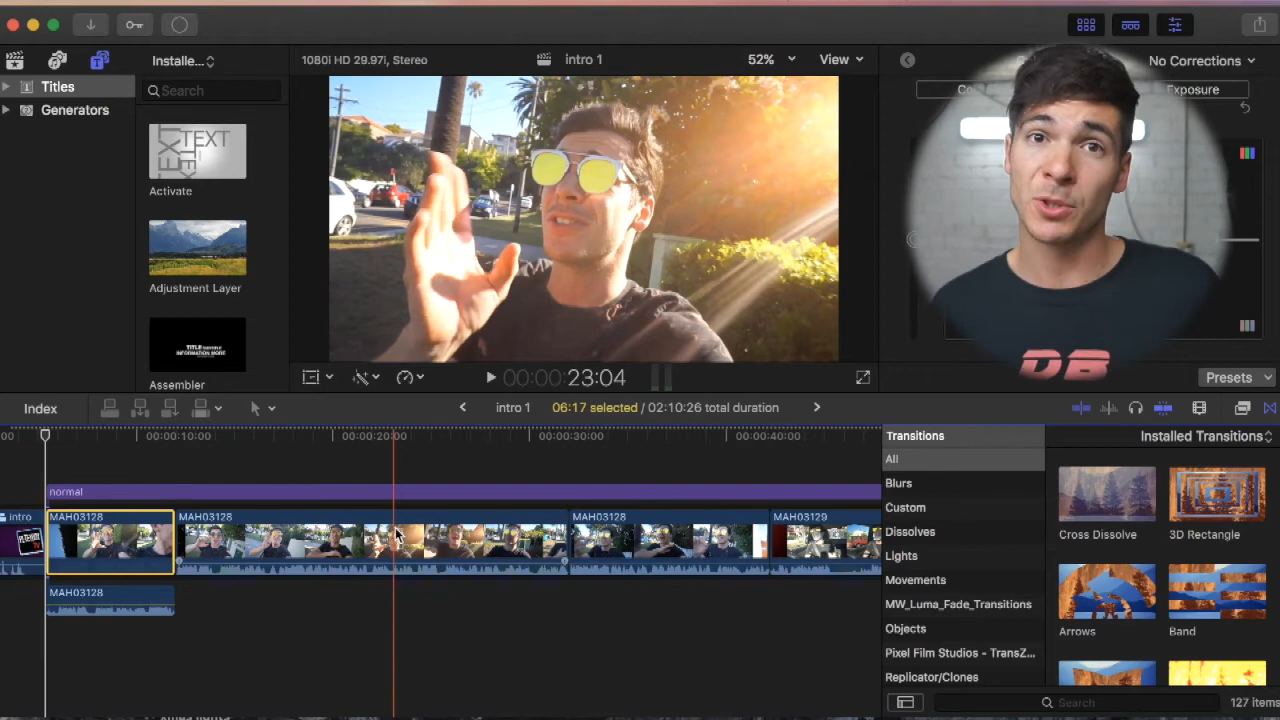 Installe...
1080i HD 29.97i, Stereo
intro 1
52%
View
No Corrections
Titles
Search
Exposure
Generators
TEXT
Activate
Adjustment Layer
TITLE
INFORMATION
Assembler
00:00:00:23:04
DB
Presets
Index
intro 1
06:17 selected / 02:10:26 total duration
00:00:10:00
00:00:20:00
00:00:30:00
00:00:40:00
Transitions
Installed Transitions
All
Blurs
Custom
Dissolves
Lights
Movements
MW_Luma_Fade_Transitions
Objects
Pixel Film Studios - TransZ...
Replicator/Clones
Cross Dissolve
3D Rectangle
Arrows
Band
normal
intro
MAH03128
MAH03128
MAH03128
MAH03129
MAH03128
Search
127 items